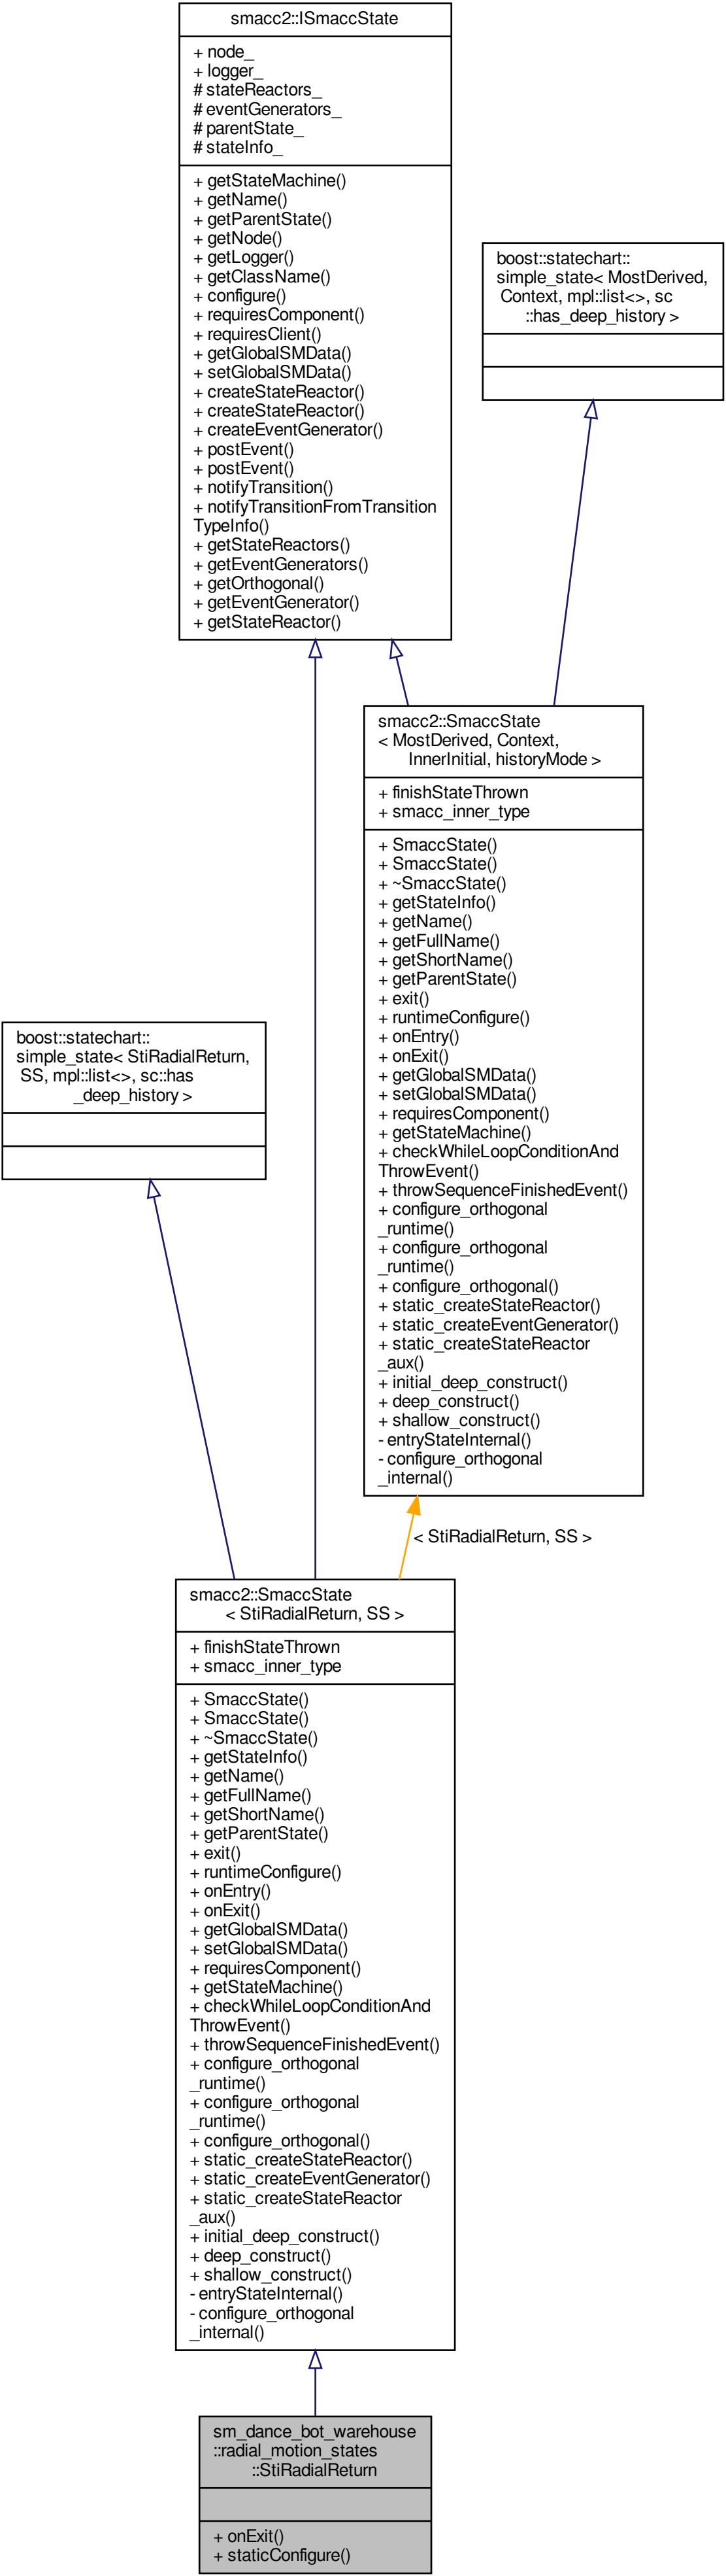 smacc2::ISmaccState
+ node_
+ logger_
# stateReactors_
# eventGenerators_
# parentState_
# stateInfo_
+ getStateMachine()
+ getName()
+ getParentState()
+ getNode()
+ getLogger()
+ getClassName()
+ configure()
+ requiresComponent()
+ requiresClient()
+ getGlobalSMData()
+ setGlobalSMData()
+ createStateReactor()
+ createStateReactor()
+ createEventGenerator()
+ postEvent()
+ postEvent()
+ notifyTransition()
+ notifyTransitionFromTransition
TypeInfo()
+ getStateReactors()
+ getEventGenerators()
+ getOrthogonal()
+ getEventGenerator()
+ getStateReactor()
boost::statechart::
simple_state< MostDerived,
Context, mpl::list<>, sc
::has_deep_history >
smacc2::SmaccState
< MostDerived, Context,
InnerInitial, historyMode >
+ finishStateThrown
+ smacc_inner_type
+ SmaccState()
+ SmaccState()
+ ~SmaccState()
+ getStateInfo()
+ getName()
+ getFullName()
+ getShortName()
+ getParentState()
+ exit()
+ runtimeConfigure()
+ onEntry()
+ onExit()
+ getGlobalSMData()
+ setGlobalSMData()
+ requiresComponent()
+ getStateMachine()
+ checkWhileLoopConditionAnd
ThrowEvent()
+ throwSequenceFinishedEvent()
+ configure_orthogonal
_runtime()
+ configure_orthogonal
_runtime()
+ configure_orthogonal()
+ static_createStateReactor()
+ static_createEventGenerator()
+ static_createStateReactor
_aux()
+ initial_deep_construct()
+ deep_construct()
+ shallow_construct()
- entryStateInternal()
- configure_orthogonal
_internal()
boost::statechart::
simple_state< StiRadialReturn,
SS, mpl::list<>, sc::has
_deep_history >
< StiRadialReturn, SS >
smacc2::SmaccState
< StiRadialReturn, SS >
+ finishStateThrown
+ smacc_inner_type
+ SmaccState()
+ SmaccState()
+ ~SmaccState()
+ getStateInfo()
+ getName()
+ getFullName()
+ getShortName()
+ getParentState()
+ exit()
+ runtimeConfigure()
+ onEntry()
+ onExit()
+ getGlobalSMData()
+ setGlobalSMData()
+ requiresComponent()
+ getStateMachine()
+ checkWhileLoopConditionAnd
ThrowEvent()
+ throwSequenceFinishedEvent()
+ configure_orthogonal
_runtime()
+ configure_orthogonal
_runtime()
+ configure_orthogonal()
+ static_createStateReactor()
+ static_createEventGenerator()
+ static_createStateReactor
_aux()
+ initial_deep_construct()
+ deep_construct()
+ shallow_construct()
- entryStateInternal()
- configure_orthogonal
_internal()
sm_dance_bot_warehouse
::radial_motion_states
::StiRadialReturn
+ onExit()
+ staticConfigure()